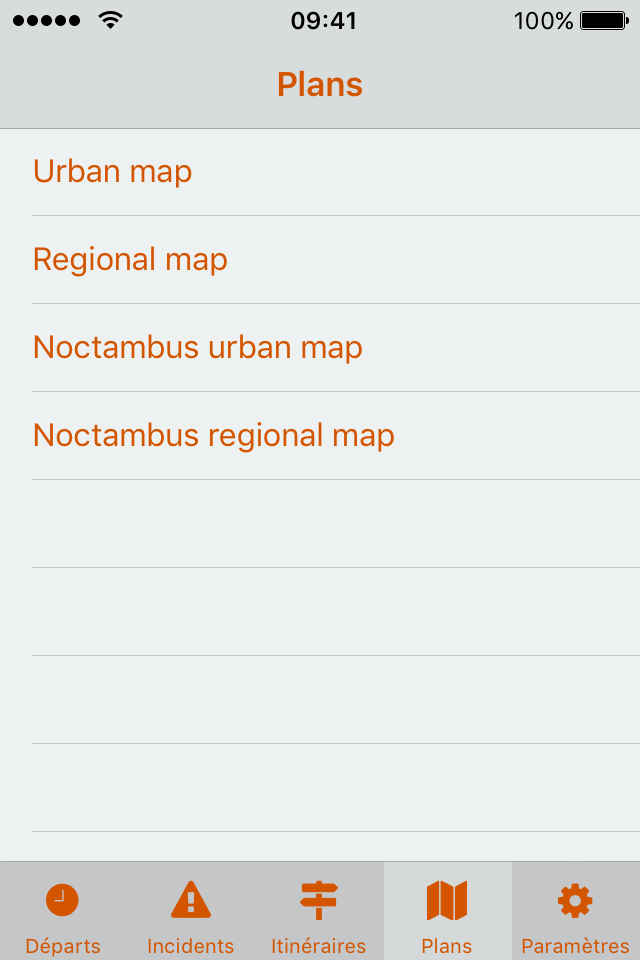 09:41 100%
Plans
Urban map
Regional map
Noctambus urban map
Noctambus regional map
Départs Incidents Itinéraires Plans Paramètres